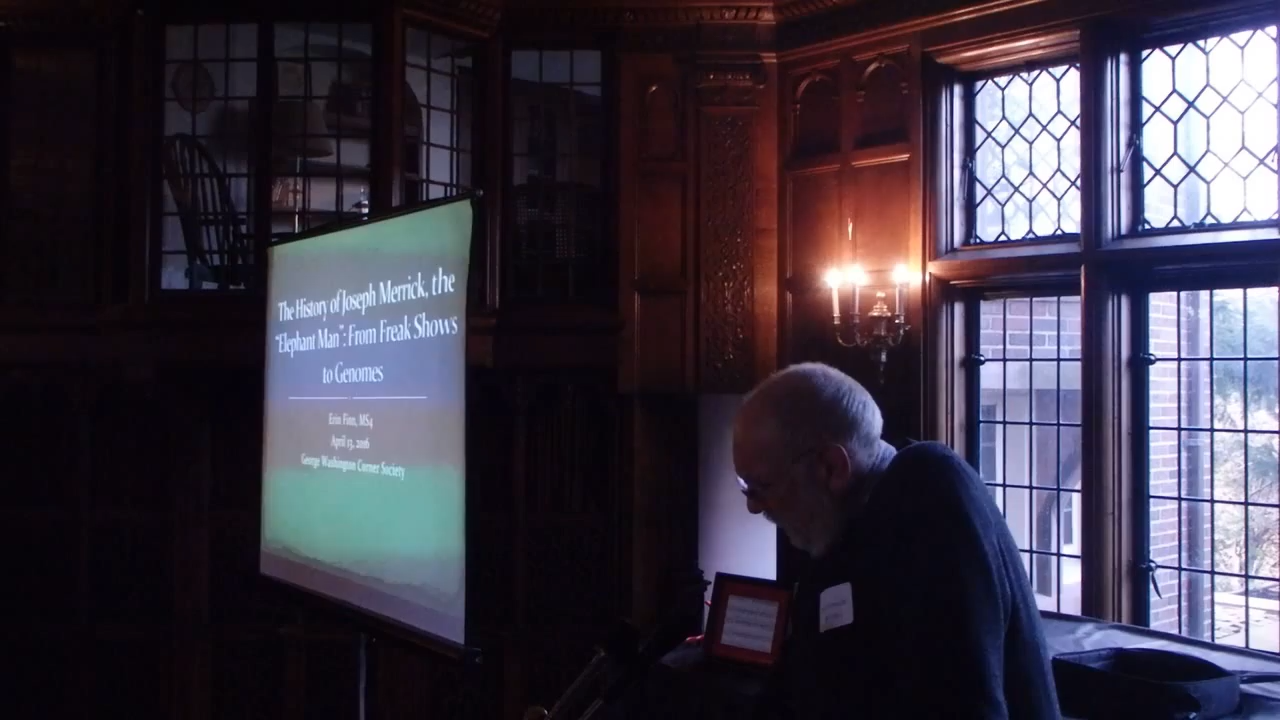 The History of Joseph Merrick, the
"Elephant Man": From Freak Shows
to Genomes
Erin Finn, MS4
April 13, 2016
George Washington Corner Society